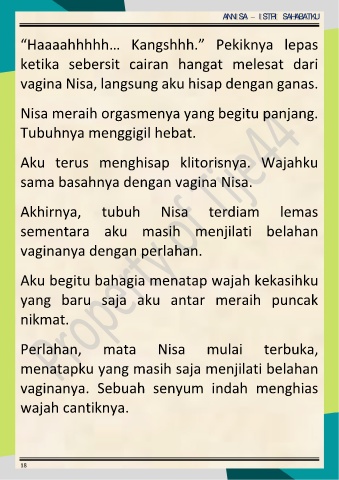 ANNISA – ISTRI SAHABATKU
“Haaaahhhhh… Kangshhh.” Pekiknya lepas
ketika sebersit cairan hangat melesat dari
vagina Nisa, langsung aku hisap dengan ganas.
Nisa meraih orgasmenya yang begitu panjang.
Tubuhnya menggigil hebat.
Aku terus menghisap klitorisnya. Wajahku
sama basahnya dengan vagina Nisa.
Akhirnya, tubuh Nisa terdiam lemas
sementara aku masih menjilati belahan
vaginanya dengan perlahan.
Aku begitu bahagia menatap wajah kekasihku
yang baru saja aku antar meraih puncak
nikmat.
Perlahan, mata Nisa mulai terbuka,
menatapku yang masih saja menjilati belahan
vaginanya. Sebuah senyum indah menghias
wajah cantiknya.
Property of Tije44
18